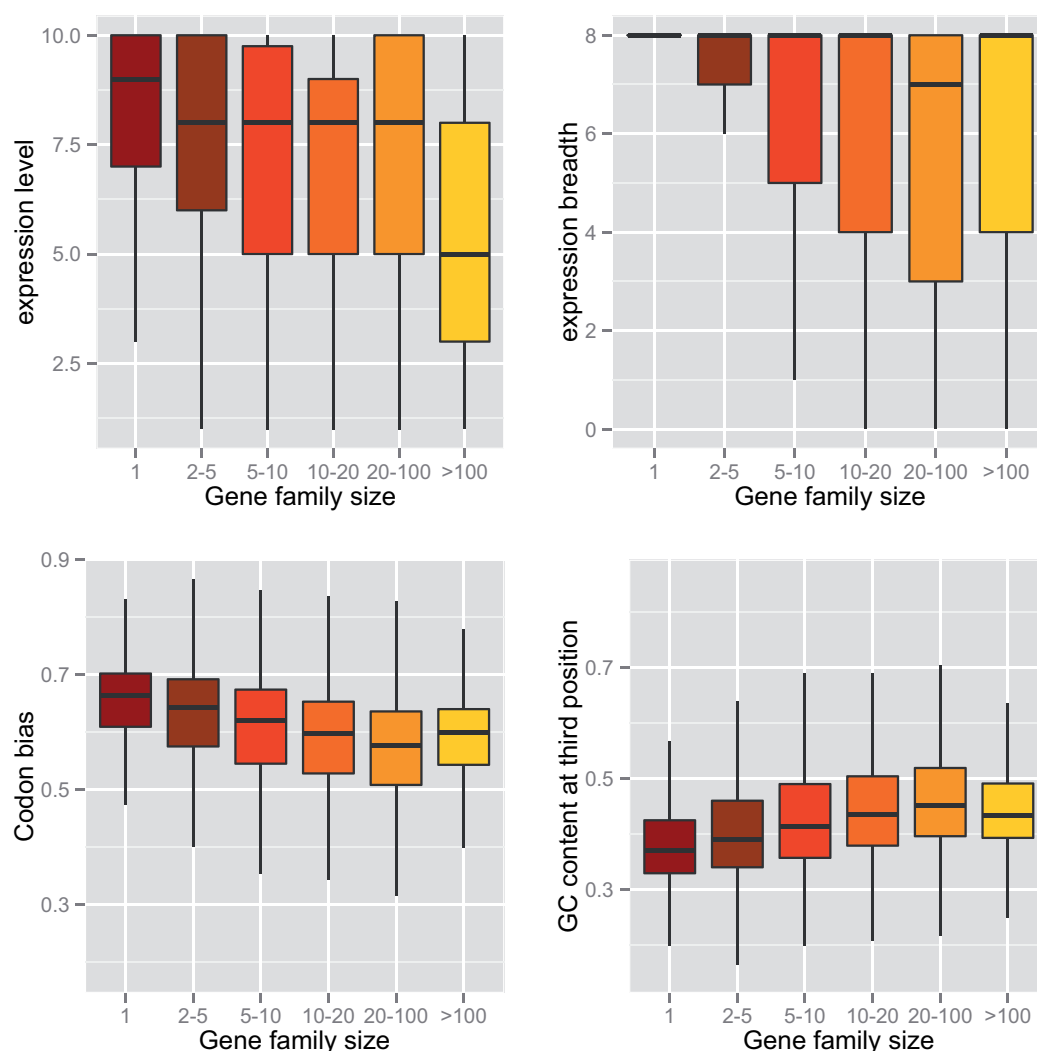 expression level
10.0
7.5
5.0
2.5
1 2-5 5-10 10-20 20-100 >100
Gene family size
expression breadth
8
6
4
2
0
1 2-5 5-10 10-20 20-100 >100
Gene family size
Codon bias
0.9
0.7
0.5
0.3
1 2-5 5-10 10-20 20-100 >100
Gene family size
GC content at third position
0.7
0.5
0.3
1 2-5 5-10 10-20 20-100 >100
Gene family size